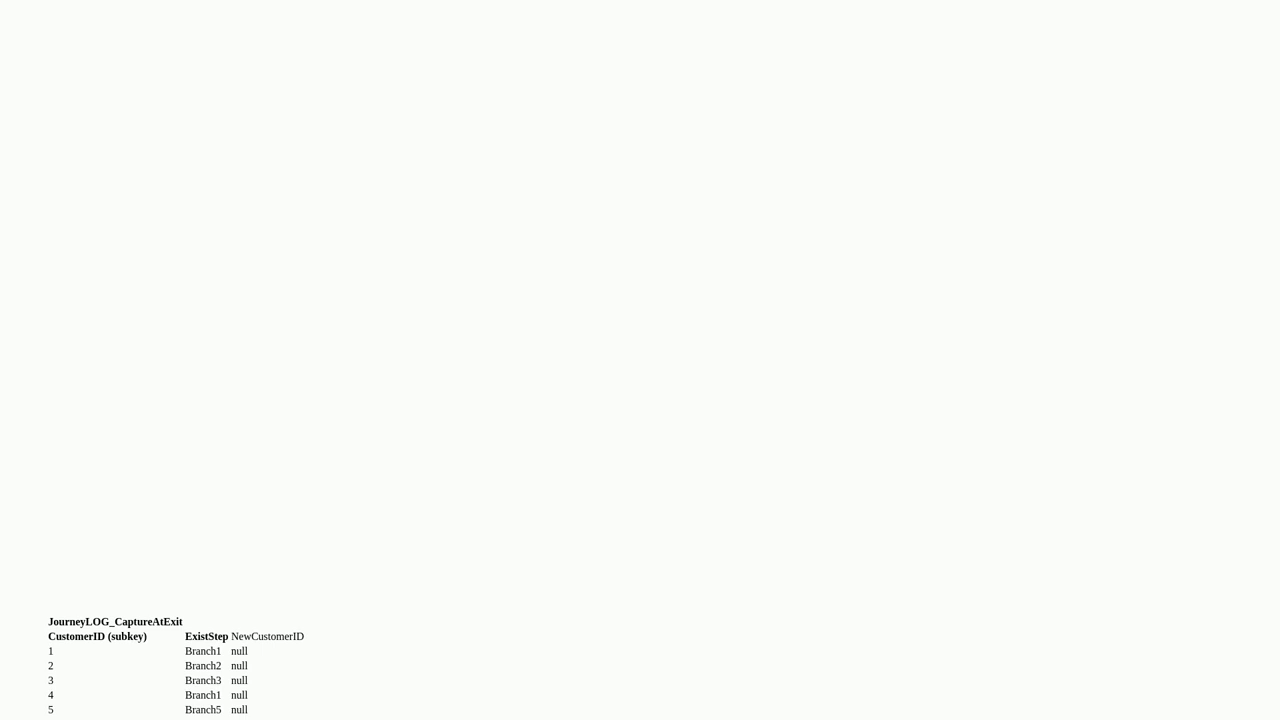 JourneyLOG_CaptureAtExit
CustomerID (subkey) ExistStep NewCustomerID
1 Branch1 null
2 Branch2 null
3 Branch3 null
4 Branch1 null
5 Branch5 null